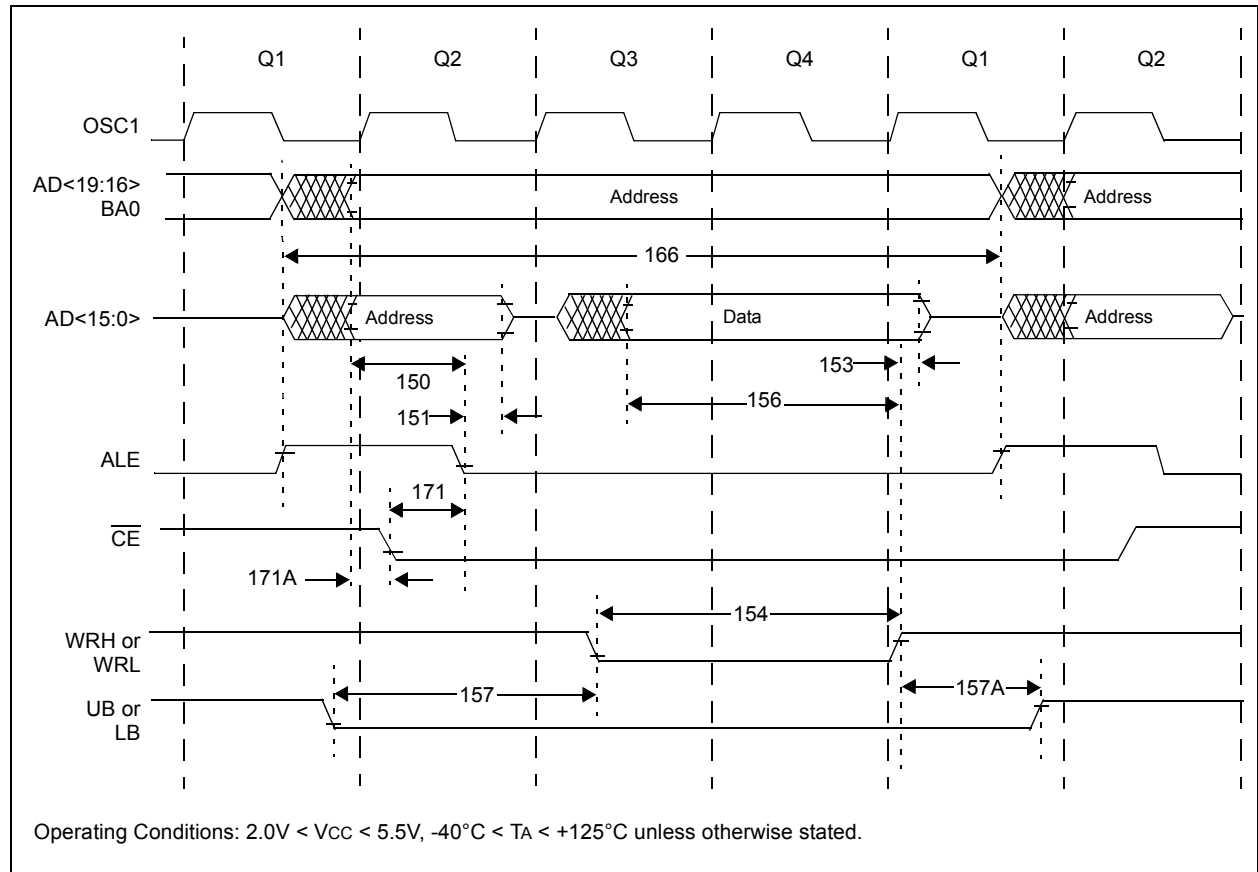 Q1 Q2 Q3 Q4 Q1 Q2
OSC1
AD<19:16>
BA0
Address Address
166
AD<15:0>
Address Data Address
150
153
151
156
ALE
171
CE
171A
154
WRH or
WRL
157
157A
UB or
LB
Operating Conditions: 2.0V < VCC < 5.5V, -40°C < TA < +125°C unless otherwise stated.